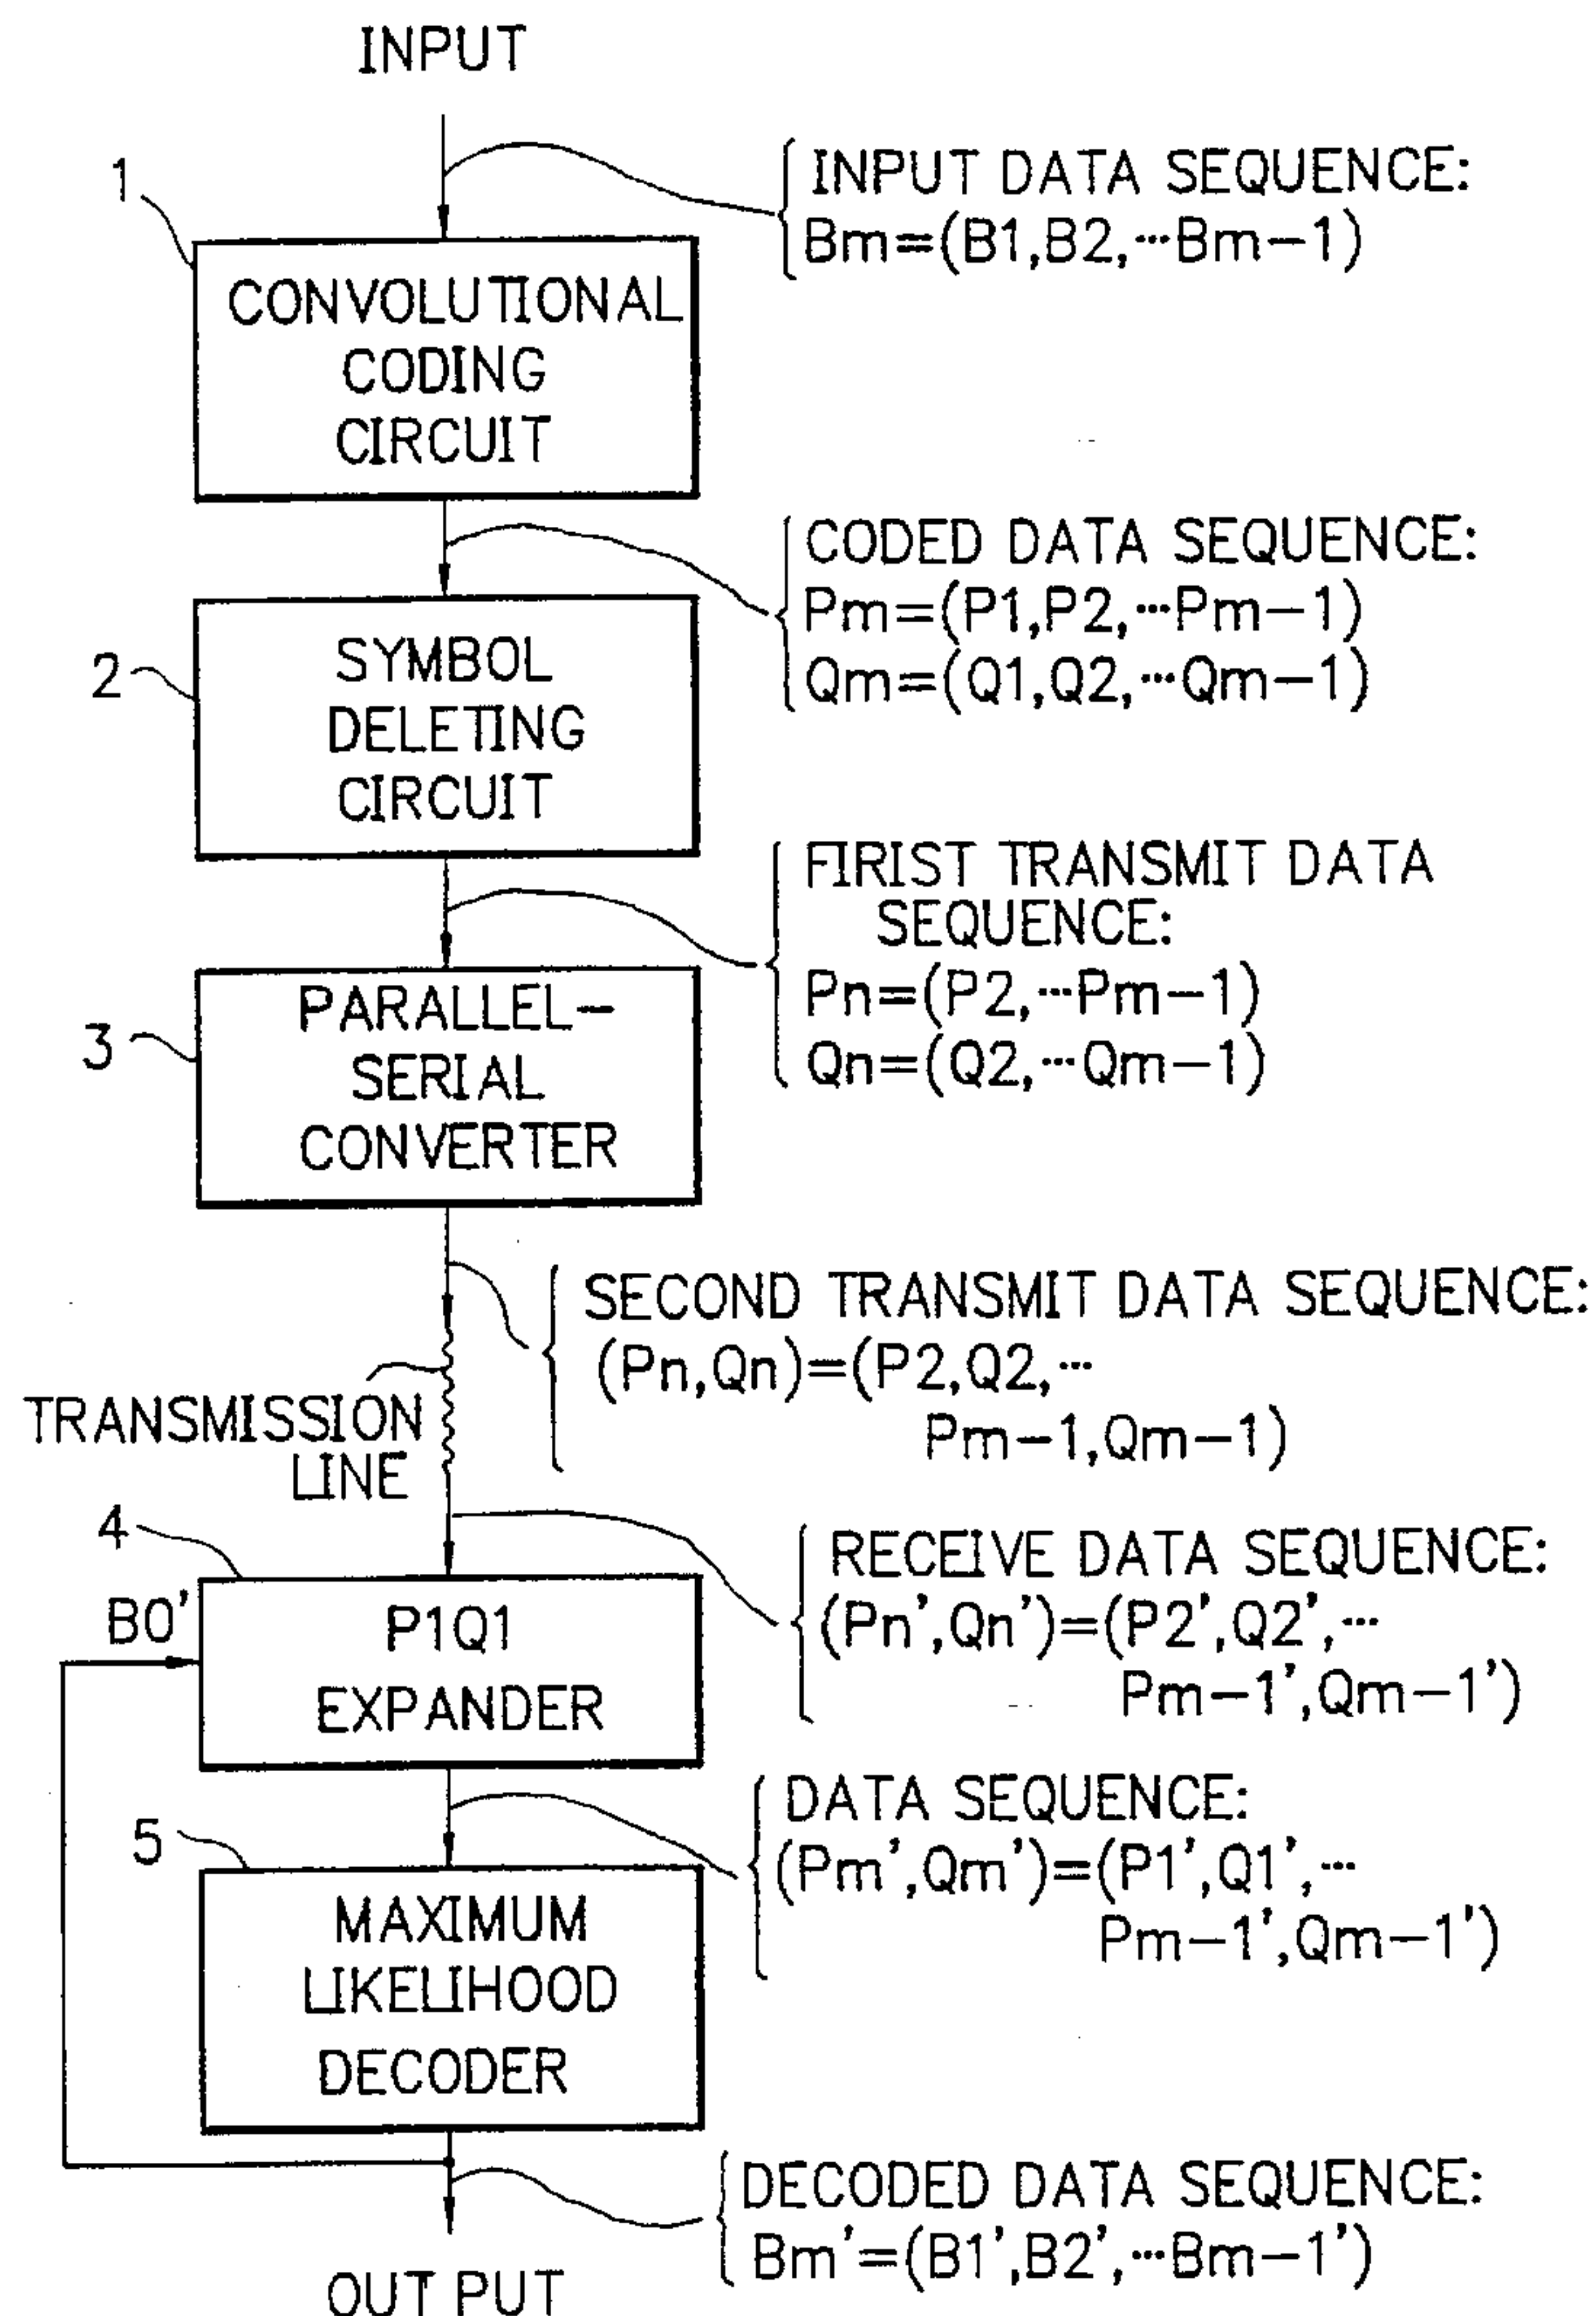 INPUT
INPUT DATA SEQUENCE:
Bm=(B1,B2,···Bm-1)
1
CONVOLUTIONAL
CODING
CIRCUIT
CODED DATA SEQUENCE:
Pm=(P1,P2,···Pm-1)
Qm=(Q1,Q2,···Qm-1)
2
SYMBOL
DELETING
CIRCUIT
FIRIST TRANSMIT DATA
SEQUENCE:
Pn=(P2,···Pm-1)
Qn=(Q2,···Qm-1)
3
PARALLEL-
SERIAL
CONVERTER
SECOND TRANSMIT DATA SEQUENCE:
(Pn,Qn)=(P2,Q2,···
Pm-1,Qm-1)
TRANSMISSION
LINE
RECEIVE DATA SEQUENCE:
(Pn',Qn')=(P2',Q2',···
Pm-1',Qm-1')
4
B0'
P1Q1
EXPANDER
DATA SEQUENCE:
(Pm',Qm')=(P1',Q1',···
Pm-1',Qm-1')
5
MAXIMUM
LIKELIHOOD
DECODER
DECODED DATA SEQUENCE:
Bm'=(B1',B2',···Bm-1')
OUT PUT